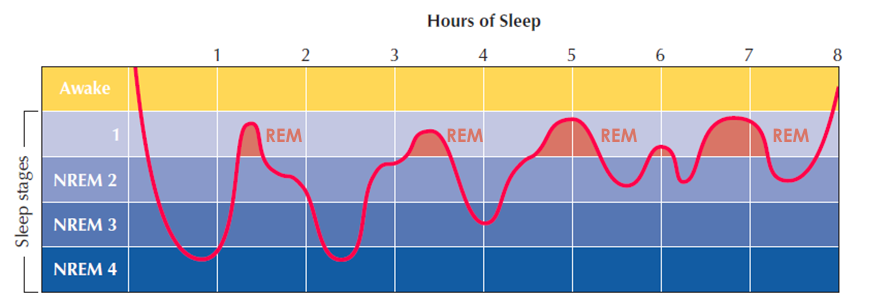 Hours of Sleep
1 2 3 4 5 6 7 8
Awake
1 REM REM REM REM
NREM 2
NREM 3
NREM 4
Sleep stages